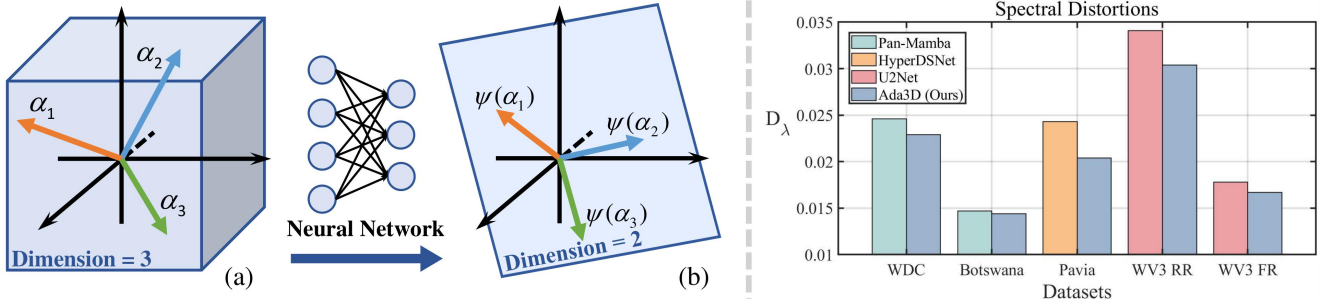 α₁
α₂
α₃
Dimension = 3
(a)
Neural Network
ψ(α₁)
ψ(α₂)
ψ(α₃)
Dimension = 2
(b)
Spectral Distortions
Pan-Mamba
HyperDSNet
U2Net
Ada3D (Ours)
D_λ
0.035
0.03
0.025
0.02
0.015
0.01
WDC
Botswana
Pavia
WV3 RR
WV3 FR
Datasets